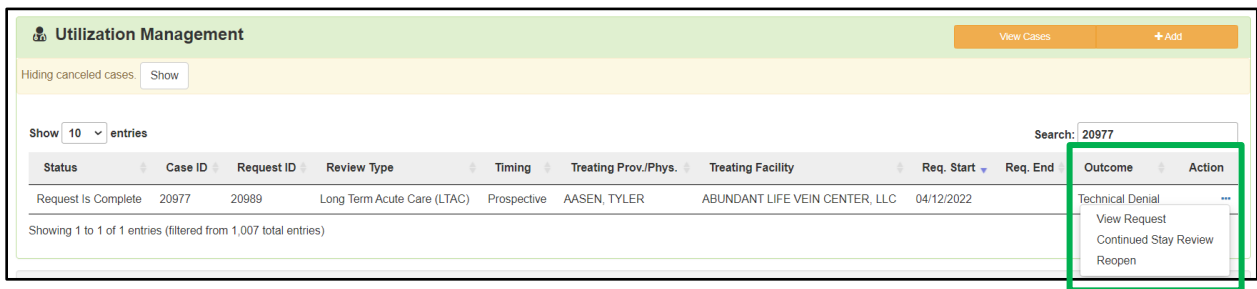 Utilization Management
View Cases + Add
Hiding canceled cases. Show
Show 10 entries Search: 20977
Status Case ID Request ID Review Type Timing Treating Prov./Phys. Treating Facility Req. Start Req. End Outcome Action
Request Is Complete 20977 20989 Long Term Acute Care (LTAC) Prospective AASEN, TYLER ABUNDANT LIFE VEIN CENTER, LLC 04/12/2022 Technical Denial ...
View Request
Showing 1 to 1 of 1 entries (filtered from 1,007 total entries)
Continued Stay Review
Reopen